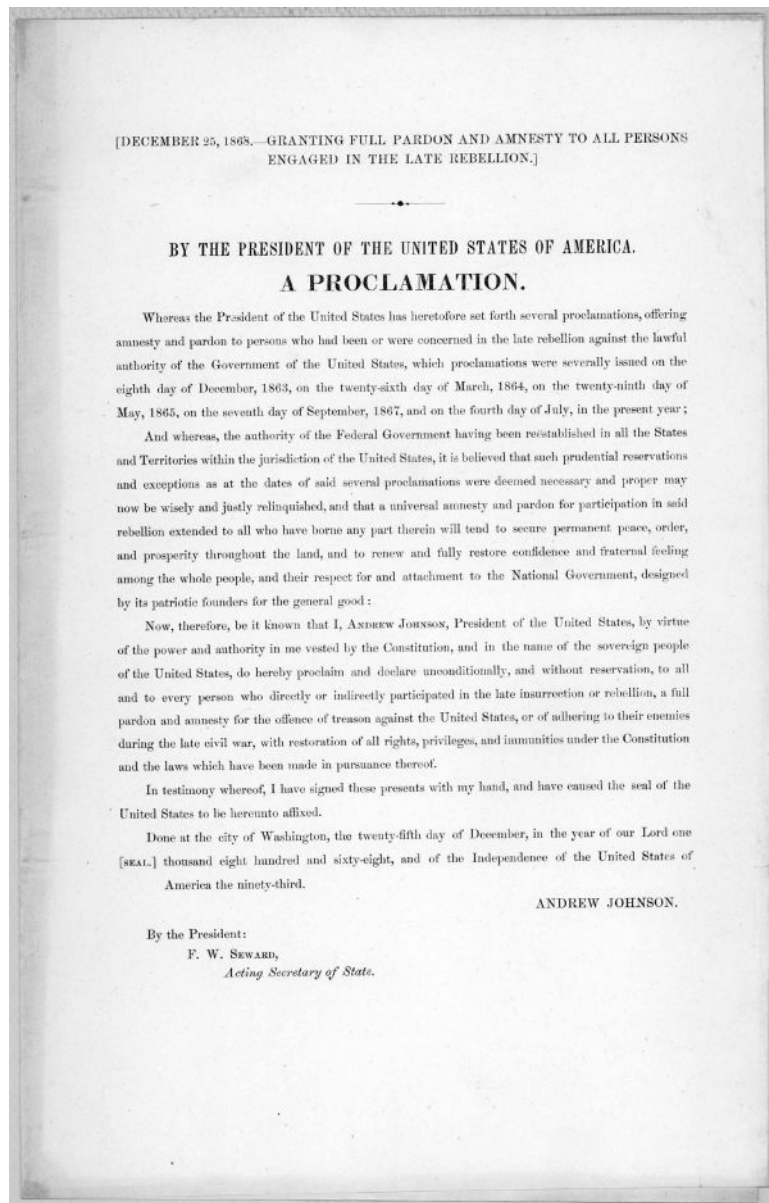 [DECEMBER 25, 1868.—GRANTING FULL PARDON AND AMNESTY TO ALL PERSONS
ENGAGED IN THE LATE REBELLION.]
BY THE PRESIDENT OF THE UNITED STATES OF AMERICA.
A PROCLAMATION.
Whereas the President of the United States has heretofore set forth several proclamations, offering
amnesty and pardon to persons who had been or were concerned in the late rebellion against the lawful
authority of the Government of the United States, which proclamations were severally issued on the
eighth day of December, 1863, on the twenty-sixth day of March, 1864, on the twenty-ninth day of
May, 1865, on the seventh day of September, 1867, and on the fourth day of July, in the present year;
And whereas, the authority of the Federal Government having been reëstablished in all the States
and Territories within the jurisdiction of the United States, it is believed that such prudential reservations
and exceptions as at the dates of said several proclamations were deemed necessary and proper may
now be wisely and justly relinquished, and that a universal amnesty and pardon for participation in said
rebellion extended to all who have borne any part therein will tend to secure permanent peace, order,
and prosperity throughout the land, and to renew and fully restore confidence and fraternal feeling
among the whole people, and their respect for and attachment to the National Government, designed
by its patriotic founders for the general good:
Now, therefore, be it known that I, ANDREW JOHNSON, President of the United States, by virtue
of the power and authority in me vested by the Constitution, and in the name of the sovereign people
of the United States, do hereby proclaim and declare unconditionally, and without reservation, to all
and to every person who directly or indirectly participated in the late insurrection or rebellion, a full
pardon and amnesty for the offence of treason against the United States, or of adhering to their enemies
during the late civil war, with restoration of all rights, privileges, and immunities under the Constitution
and the laws which have been made in pursuance thereof.
In testimony whereof, I have signed these presents with my hand, and have caused the seal of the
United States to be hereunto affixed.
Done at the city of Washington, the twenty-fifth day of December, in the year of our Lord one
[SEAL.] thousand eight hundred and sixty-eight, and of the Independence of the United States of
America the ninety-third.
ANDREW JOHNSON.
By the President:
F. W. SEWARD,
Acting Secretary of State.